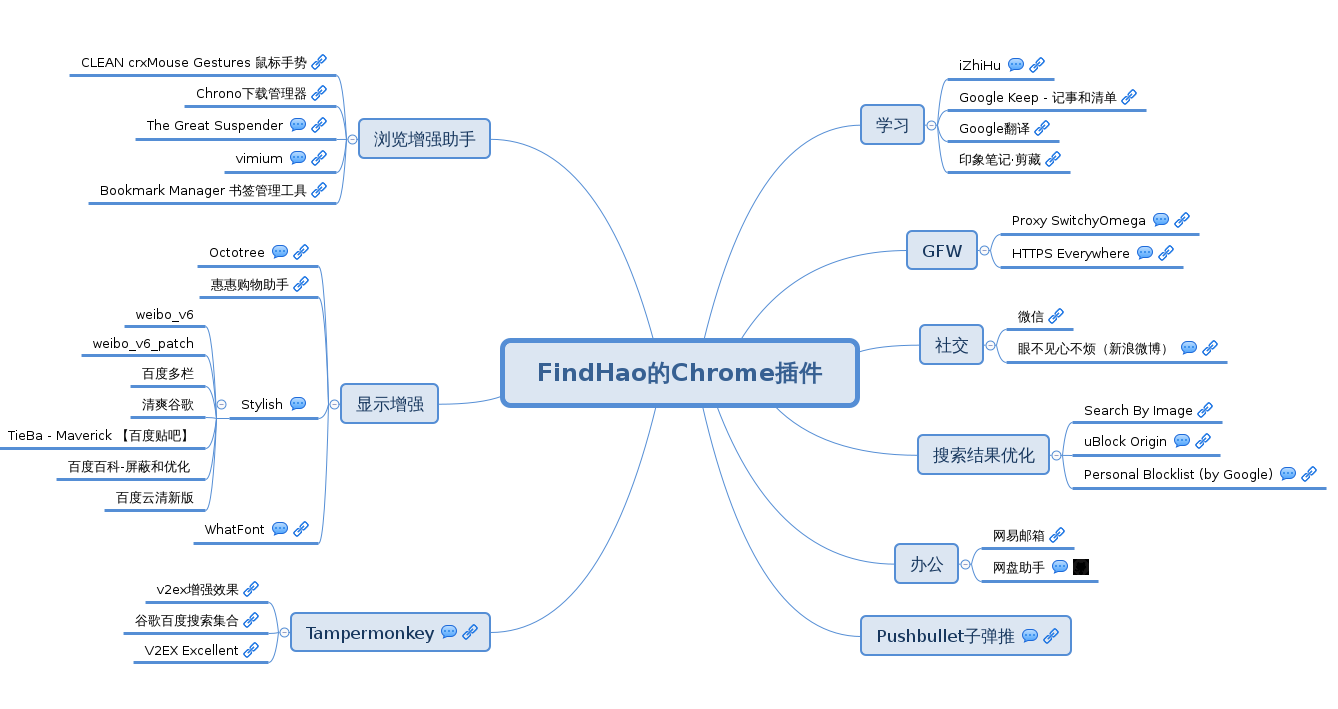 FindHao的Chrome插件
浏览增强助手
CLEAN crxMouse Gestures 鼠标手势
Chrono下载管理器
The Great Suspender
vimium
Bookmark Manager 书签管理工具
显示增强
Octotree
惠惠购物助手
Stylish
weibo_v6
weibo_v6_patch
百度多栏
清爽谷歌
TieBa - Maverick 【百度贴吧】
百度百科-屏蔽和优化
百度云清新版
WhatFont
Tampermonkey
v2ex增强效果
谷歌百度搜索集合
V2EX Excellent
学习
iZhiHu
Google Keep - 记事和清单
Google翻译
印象笔记·剪藏
GFW
Proxy SwitchyOmega
HTTPS Everywhere
社交
微信
眼不见心不烦（新浪微博）
搜索结果优化
Search By Image
uBlock Origin
Personal Blocklist (by Google)
办公
网易邮箱
网盘助手
Pushbullet子弹推